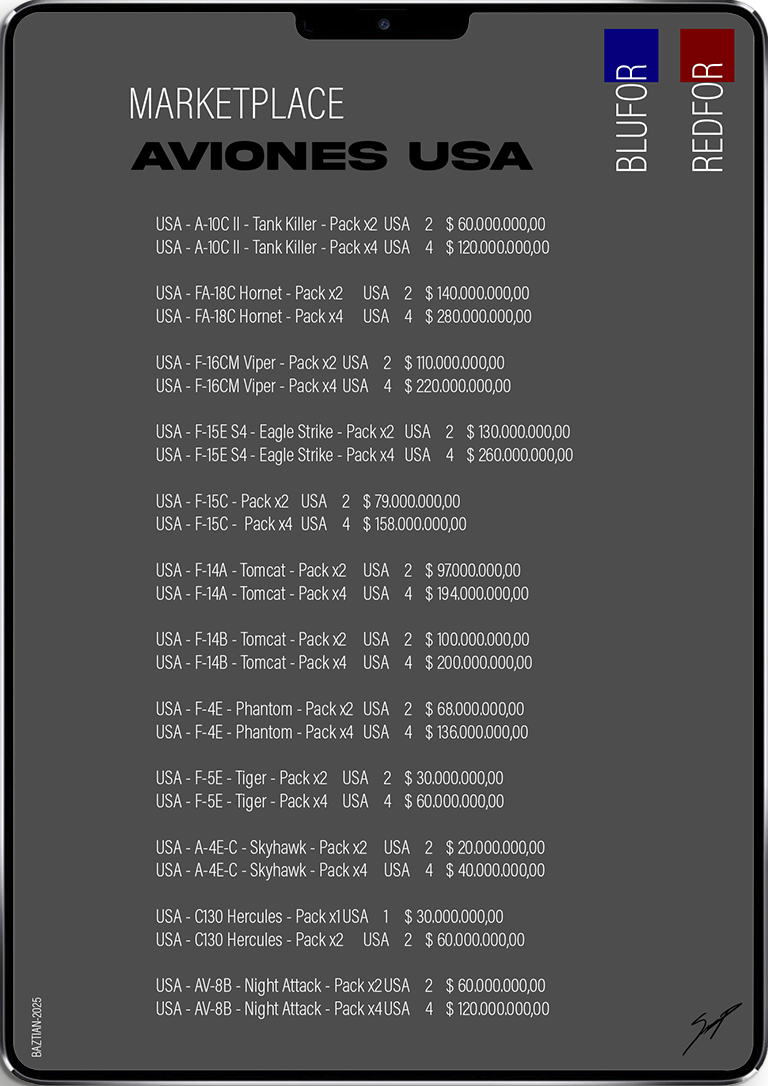 BLUFOR
REDFOR
MARKETPLACE
AVIONES USA
USA - A-10C II - Tank Killer - Pack x2 USA 2 $ 60.000.000,00
USA - A-10C II - Tank Killer - Pack x4 USA 4 $ 120.000.000,00
USA - FA-18C Hornet - Pack x2 USA 2 $ 140.000.000,00
USA - FA-18C Hornet - Pack x4 USA 4 $ 280.000.000,00
USA - F-16CM Viper - Pack x2 USA 2 $ 110.000.000,00
USA - F-16CM Viper - Pack x4 USA 4 $ 220.000.000,00
USA - F-15E S4 - Eagle Strike - Pack x2 USA 2 $ 130.000.000,00
USA - F-15E S4 - Eagle Strike - Pack x4 USA 4 $ 260.000.000,00
USA - F-15C - Pack x2 USA 2 $ 79.000.000,00
USA - F-15C - Pack x4 USA 4 $ 158.000.000,00
USA - F-14A - Tomcat - Pack x2 USA 2 $ 97.000.000,00
USA - F-14A - Tomcat - Pack x4 USA 4 $ 194.000.000,00
USA - F-14B - Tomcat - Pack x2 USA 2 $ 100.000.000,00
USA - F-14B - Tomcat - Pack x4 USA 4 $ 200.000.000,00
USA - F-4E - Phantom - Pack x2 USA 2 $ 68.000.000,00
USA - F-4E - Phantom - Pack x4 USA 4 $ 136.000.000,00
USA - F-5E - Tiger - Pack x2 USA 2 $ 30.000.000,00
USA - F-5E - Tiger - Pack x4 USA 4 $ 60.000.000,00
USA - A-4E-C - Skyhawk - Pack x2 USA 2 $ 20.000.000,00
USA - A-4E-C - Skyhawk - Pack x4 USA 4 $ 40.000.000,00
USA - C130 Hercules - Pack x1USA 1 $ 30.000.000,00
USA - C130 Hercules - Pack x2 USA 2 $ 60.000.000,00
USA - AV-8B - Night Attack - Pack x2USA 2 $ 60.000.000,00
USA - AV-8B - Night Attack - Pack x4USA 4 $ 120.000.000,00
BAZTIAN-2025